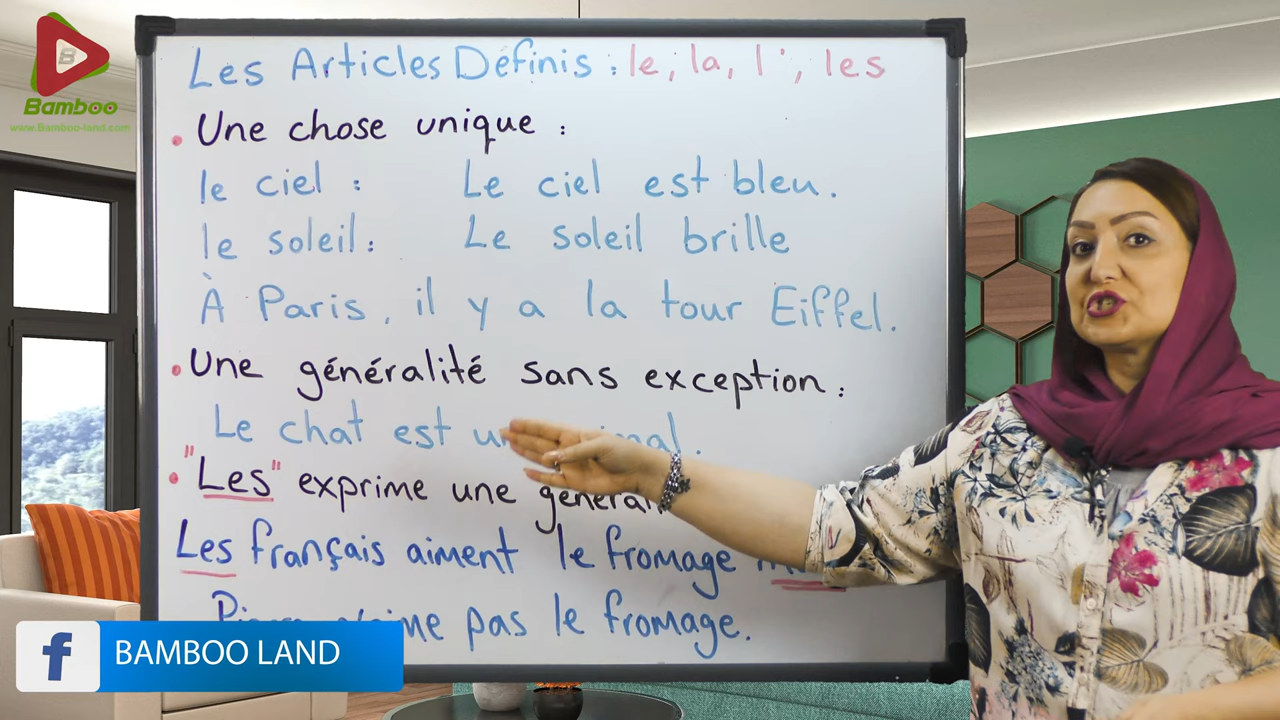 Bamboo
www.Bamboo-land.com
Les Articles Définis : le, la, l', les
• Une chose unique :
le ciel : Le ciel est bleu.
le soleil : Le soleil brille
À Paris, il y a la tour Eiffel.
• Une généralité sans exception :
Le chat est
• "Les" exprime une
Les français aiment le fromage
pas le fromage.
BAMBOO LAND